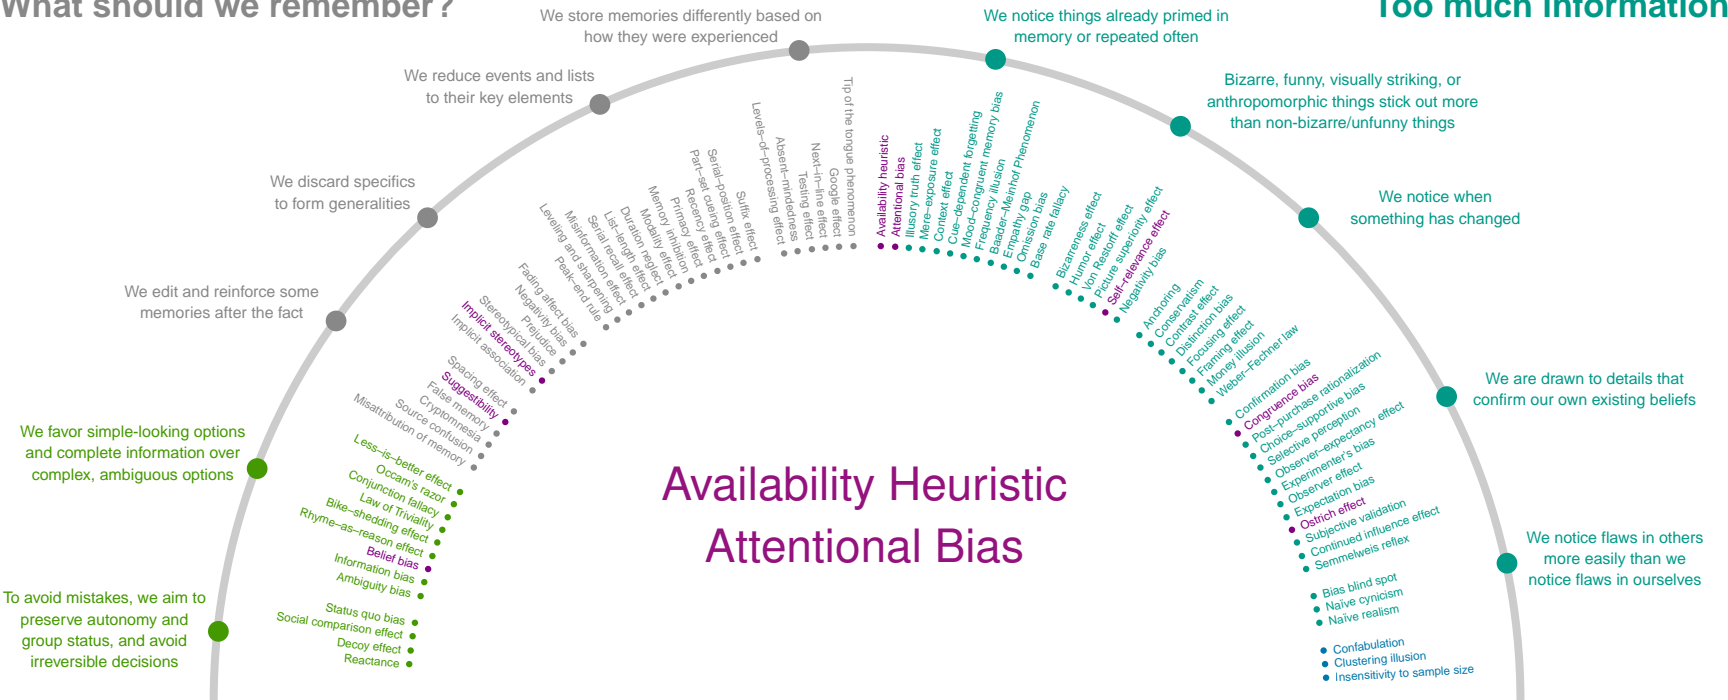 What should we remember?
Too much information
We store memories differently based on
how they were experienced
We reduce events and lists
to their key elements
We discard specifics
to form generalities
We edit and reinforce some
memories after the fact
We favor simple-looking options
and complete information over
complex, ambiguous options
To avoid mistakes, we aim to
preserve autonomy and
group status, and avoid
irreversible decisions
We notice things already primed in
memory or repeated often
Bizarre, funny, visually striking, or
anthropomorphic things stick out more
than non-bizarre/unfunny things
We notice when
something has changed
We are drawn to details that
confirm our own existing beliefs
We notice flaws in others
more easily than we
notice flaws in ourselves
Reactance
Decoy effect
Social comparison effect
Status quo bias
Ambiguity bias
Information bias
Belief bias
Rhyme–as–reason effect
Bike–shedding effect
Law of Triviality
Conjunction fallacy
Occam's razor
Less–is–better effect
Misattribution of memory
Source confusion
Cryptomnesia
False memory
Suggestibility
Spacing effect
Implicit association
Implicit stereotypes
Stereotypical bias
Prejudice
Negativity bias
Fading affect bias
Peak–end rule
Leveling and sharpening
Misinformation effect
Serial recall effect
List–length effect
Duration neglect
Modality effect
Memory inhibition
Primacy effect
Recency effect
Part–set cueing effect
Serial–position effect
Suffix effect
Levels–of–processing effect
Absent–mindedness
Testing effect
Next–in–line effect
Google effect
Tip of the tongue phenomenon
Availability heuristic
Attentional bias
Illusory truth effect
Mere–exposure effect
Context effect
Cue–dependent forgetting
Mood–congruent memory bias
Frequency illusion
Baader–Meinhof Phenomenon
Empathy gap
Omission bias
Base rate fallacy
Bizarreness effect
Humor effect
Von Restorff effect
Picture superiority effect
Self–relevance effect
Negativity bias
Anchoring
Conservatism
Contrast effect
Distinction bias
Focusing effect
Framing effect
Money illusion
Weber–Fechner law
Confirmation bias
Congruence bias
Post–purchase rationalization
Choice–supportive bias
Selective perception
Observer–expectancy effect
Experimenter's bias
Observer effect
Expectation bias
Ostrich effect
Subjective validation
Continued influence effect
Semmelweis reflex
Bias blind spot
Naïve cynicism
Naïve realism
Confabulation
Clustering illusion
Insensitivity to sample size
Availability Heuristic
Attentional Bias